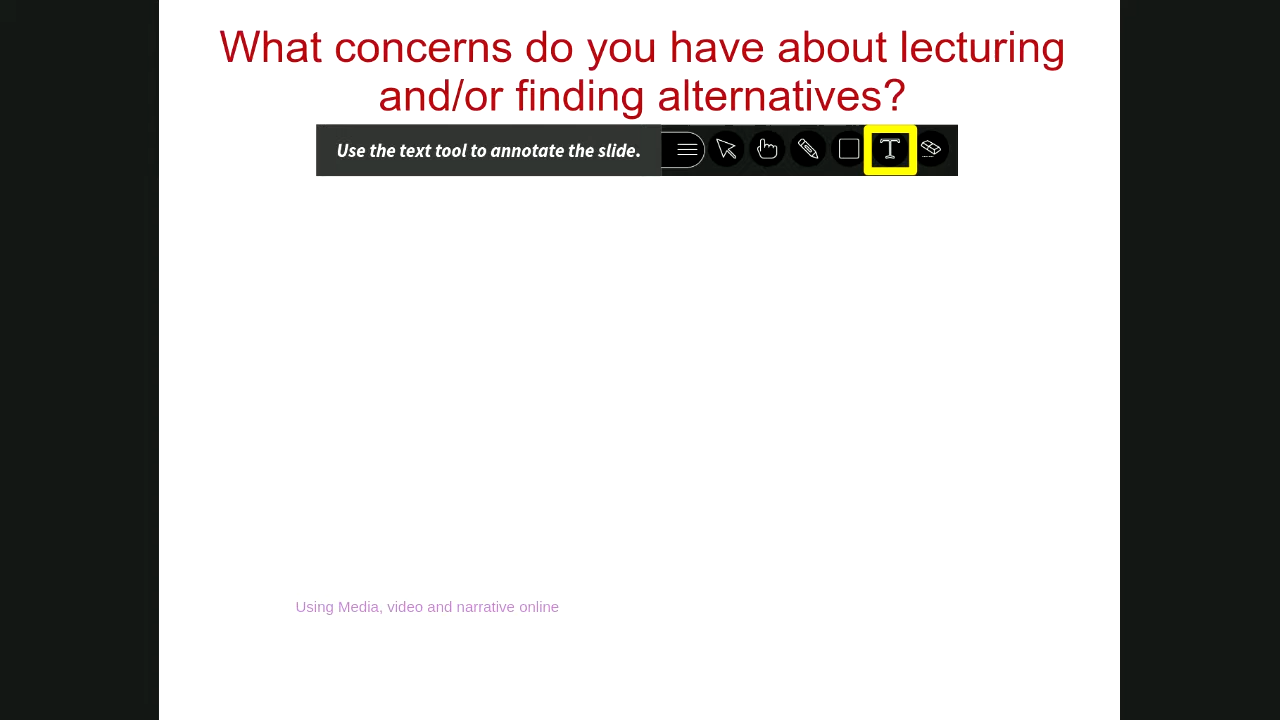 What concerns do you have about lecturing
and/or finding alternatives?
Use the text tool to annotate the slide.
T
Using Media, video and narrative online